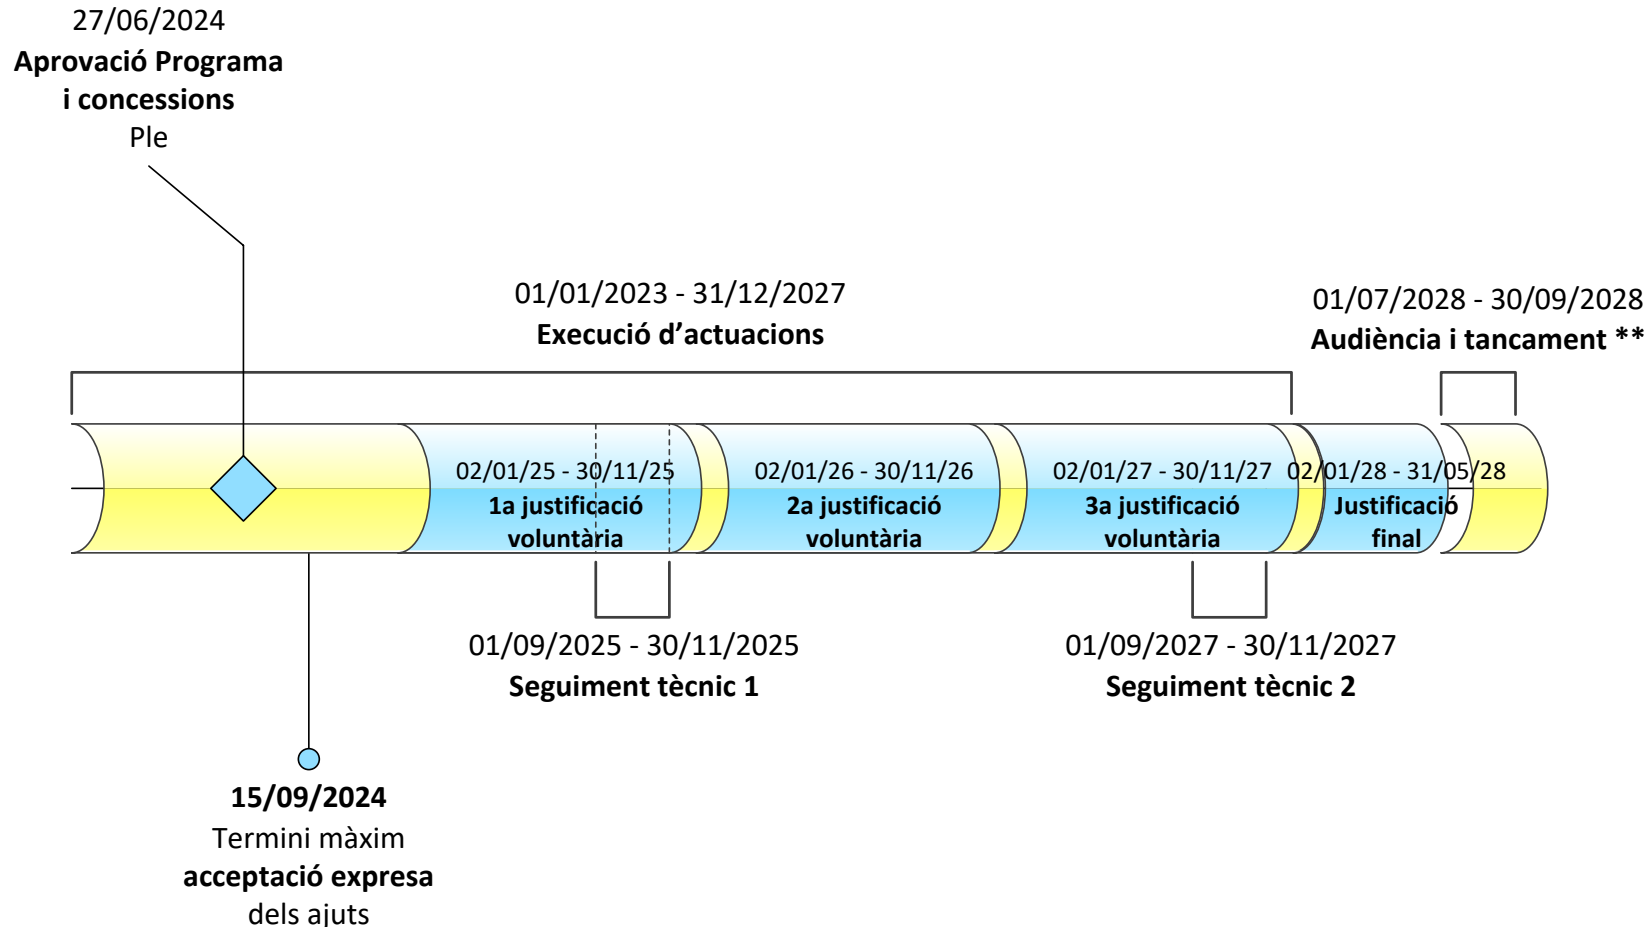 27/06/2024
Aprovació Programa
i concessions
Ple
01/01/2023 - 31/12/2027
Execució d’actuacions
01/07/2028 - 30/09/2028
Audiència i tancament **
02/01/25 - 30/11/25
1a justificació
voluntària
02/01/26 - 30/11/26
2a justificació
voluntària
02/01/27 - 30/11/27
3a justificació
voluntària
02/01/28 - 31/05/28
Justificació
final
01/09/2025 - 30/11/2025
Seguiment tècnic 1
01/09/2027 - 30/11/2027
Seguiment tècnic 2
15/09/2024
Termini màxim
acceptació expresa
dels ajuts